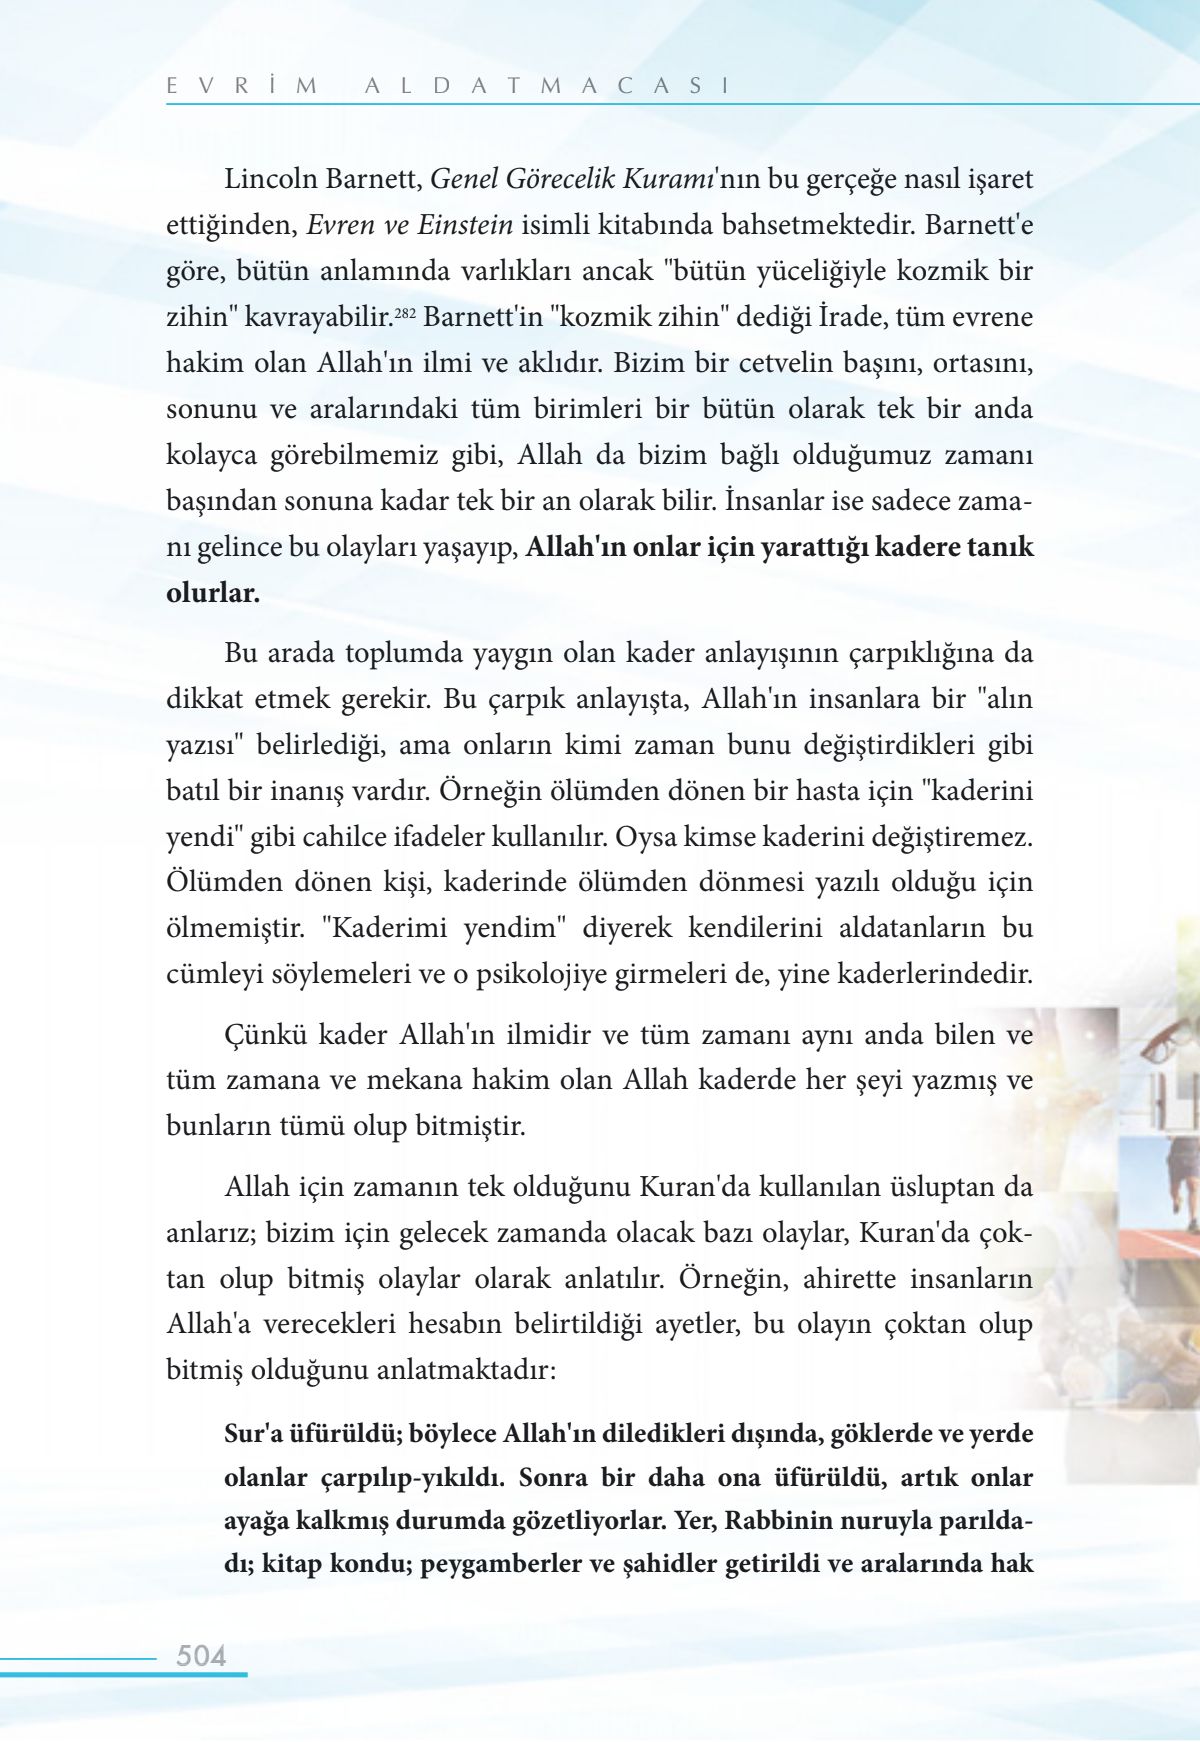 EVRİM ALDATMACASI
Lincoln Barnett, Genel Görecelik Kuramı'nın bu gerçeğe nasıl işaret
ettiğinden, Evren ve Einstein isimli kitabında bahsetmektedir. Barnett'e
göre, bütün anlamında varlıkları ancak "bütün yüceliğiyle kozmik bir
zihin" kavrayabilir.282 Barnett'in "kozmik zihin" dediği İrade, tüm evrene
hakim olan Allah'ın ilmi ve aklıdır. Bizim bir cetvelin başını, ortasını,
sonunu ve aralarındaki tüm birimleri bir bütün olarak tek bir anda
kolayca görebilmemiz gibi, Allah da bizim bağlı olduğumuz zamanı
başından sonuna kadar tek bir an olarak bilir. İnsanlar ise sadece zama-
nı gelince bu olayları yaşayıp, Allah'ın onlar için yarattığı kadere tanık
olurlar.
Bu arada toplumda yaygın olan kader anlayışının çarpıklığına da
dikkat etmek gerekir. Bu çarpık anlayışta, Allah'ın insanlara bir "alın
yazısı" belirlediği, ama onların kimi zaman bunu değiştirdikleri gibi
batıl bir inanış vardır. Örneğin ölümden dönen bir hasta için "kaderini
yendi" gibi cahilce ifadeler kullanılır. Oysa kimse kaderini değiştiremez.
Ölümden dönen kişi, kaderinde ölümden dönmesi yazılı olduğu için
ölmemiştir. "Kaderimi yendim" diyerek kendilerini aldatanların bu
cümleyi söylemeleri ve o psikolojiye girmeleri de, yine kaderlerindedir.
Çünkü kader Allah'ın ilmidir ve tüm zamanı aynı anda bilen ve
tüm zamana ve mekana hakim olan Allah kaderde her şeyi yazmış ve
bunların tümü olup bitmiştir.
Allah için zamanın tek olduğunu Kuran'da kullanılan üsluptan da
anlarız; bizim için gelecek zamanda olacak bazı olaylar, Kuran'da çok-
tan olup bitmiş olaylar olarak anlatılır. Örneğin, ahirette insanların
Allah'a verecekleri hesabın belirtildiği ayetler, bu olayın çoktan olup
bitmiş olduğunu anlatmaktadır:
Sur'a üfürüldü; böylece Allah'ın diledikleri dışında, göklerde ve yerde
olanlar çarpılıp-yıkıldı. Sonra bir daha ona üfürüldü, artık onlar
ayağa kalkmış durumda gözetliyorlar. Yer, Rabbinin nuruyla parılda-
dı; kitap kondu; peygamberler ve şahidler getirildi ve aralarında hak
504